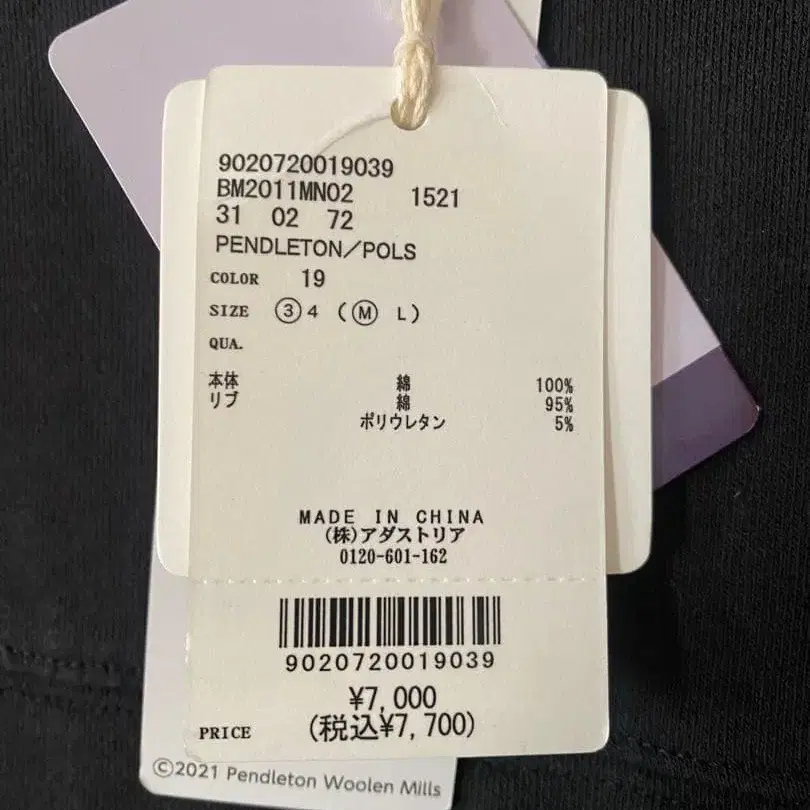 9020720019039
BM2011MN02 1521
31 02 72
PENDLETON/POLS
COLOR 19
SIZE ③4 (Ⓜ L)
QUA.
本体 綿 100%
リブ 綿 95%
ポリウレタン 5%
MADE IN CHINA
(株)アダストリア
0120-601-162
9020720019039
¥7,000
PRICE (税込¥7,700)
©2021 Pendleton Woolen Mills